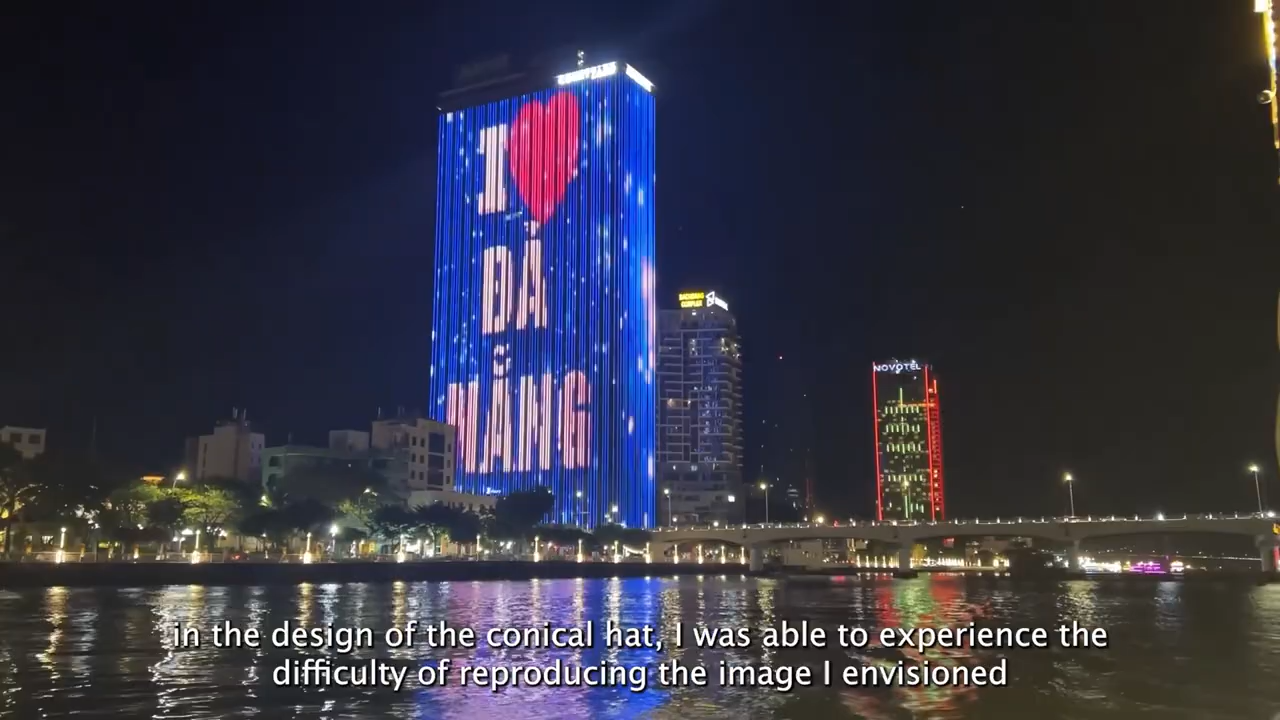 I
ĐÀ
NẴNG
NOVOTEL
in the design of the conical hat, I was able to experience the
difficulty of reproducing the image I envisioned